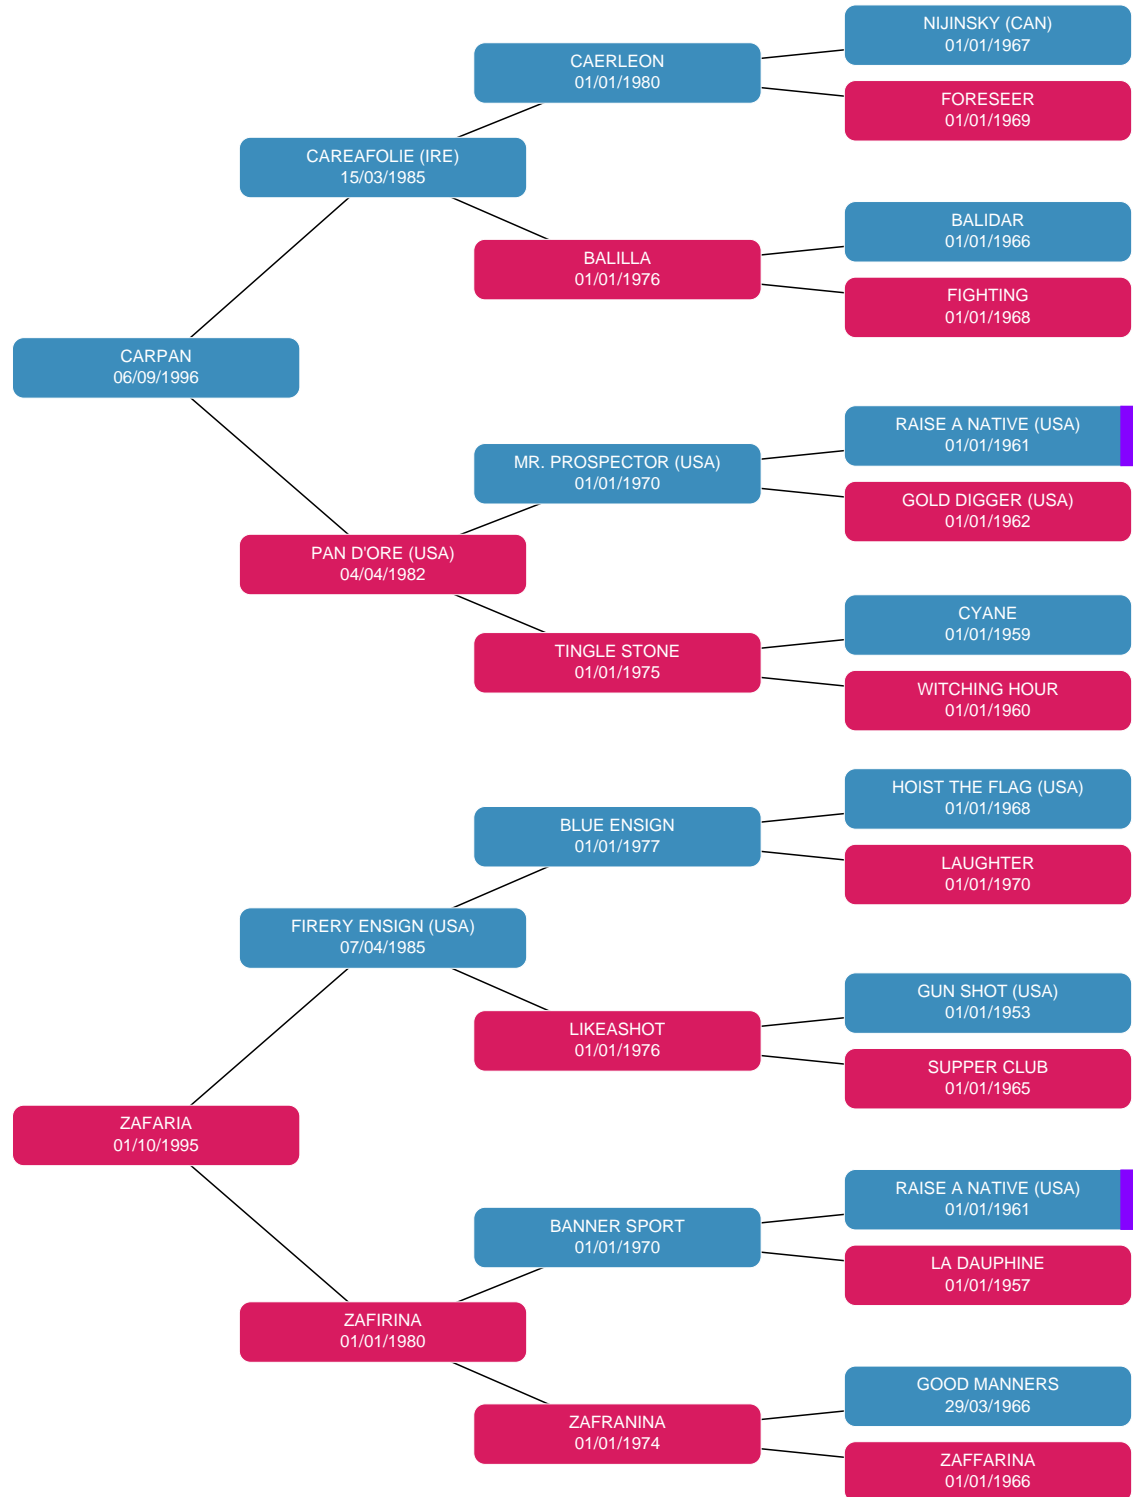 NIJINSKY (CAN)
01/01/1967
CAERLEON
01/01/1980
FORESEER
01/01/1969
CAREAFOLIE (IRE)
15/03/1985
BALIDAR
01/01/1966
BALILLA
01/01/1976
FIGHTING
01/01/1968
CARPAN
06/09/1996
RAISE A NATIVE (USA)
01/01/1961
MR. PROSPECTOR (USA)
01/01/1970
GOLD DIGGER (USA)
01/01/1962
PAN D'ORE (USA)
04/04/1982
CYANE
01/01/1959
TINGLE STONE
01/01/1975
WITCHING HOUR
01/01/1960
HOIST THE FLAG (USA)
01/01/1968
BLUE ENSIGN
01/01/1977
LAUGHTER
01/01/1970
FIRERY ENSIGN (USA)
07/04/1985
GUN SHOT (USA)
01/01/1953
LIKEASHOT
01/01/1976
SUPPER CLUB
01/01/1965
ZAFARIA
01/10/1995
RAISE A NATIVE (USA)
01/01/1961
BANNER SPORT
01/01/1970
LA DAUPHINE
01/01/1957
ZAFIRINA
01/01/1980
GOOD MANNERS
29/03/1966
ZAFRANINA
01/01/1974
ZAFFARINA
01/01/1966